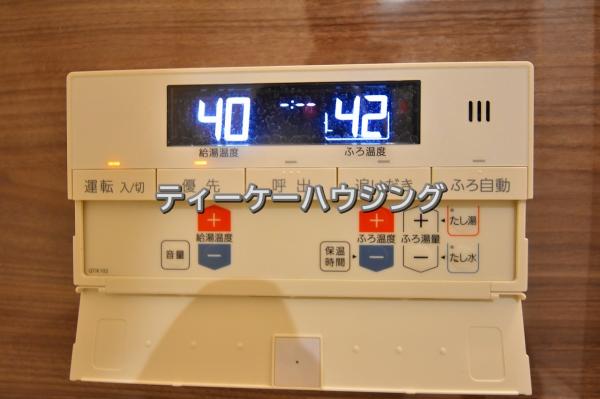 40 -:-- 42
給湯温度 ふろ温度
運転 入/切 優先 呼出 追いだき ふろ自動
ティーケーハウジング
+ + + たし湯
給湯温度 ふろ温度 ふろ湯量
音量 - 保温時間 - - たし水